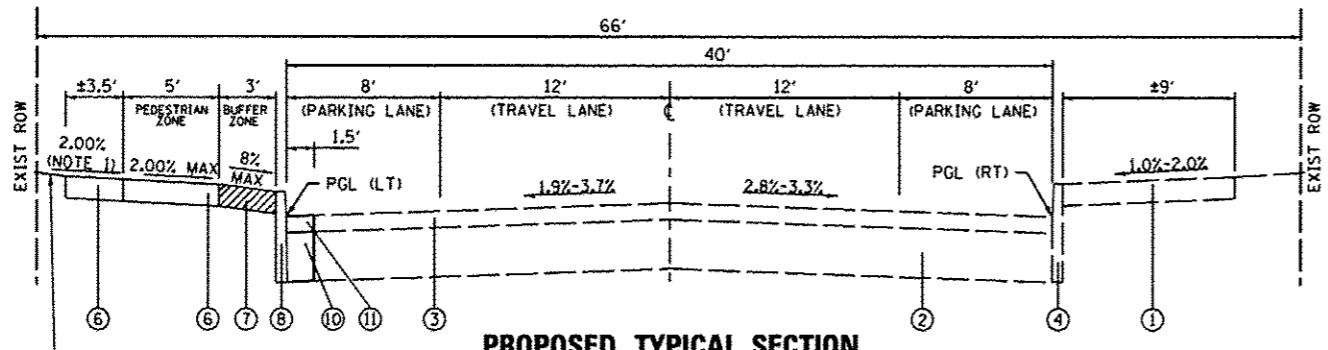 66'
40'
±3.5' 5' 3' 8' 12' 12' 8' ±9'
PEDESTRIAN ZONE BUFFER ZONE (PARKING LANE) (TRAVEL LANE) ℄ (TRAVEL LANE) (PARKING LANE)
1.5'
EXIST ROW
2.00% (NOTE 1) 2.00% MAX 8% MAX
PGL (LT)
1.9%-3.7% 2.8%-3.3%
PGL (RT)
1.0%-2.0%
EXIST ROW
6 6 7 8 10 11 3 2 4 1
PROPOSED TYPICAL SECTION